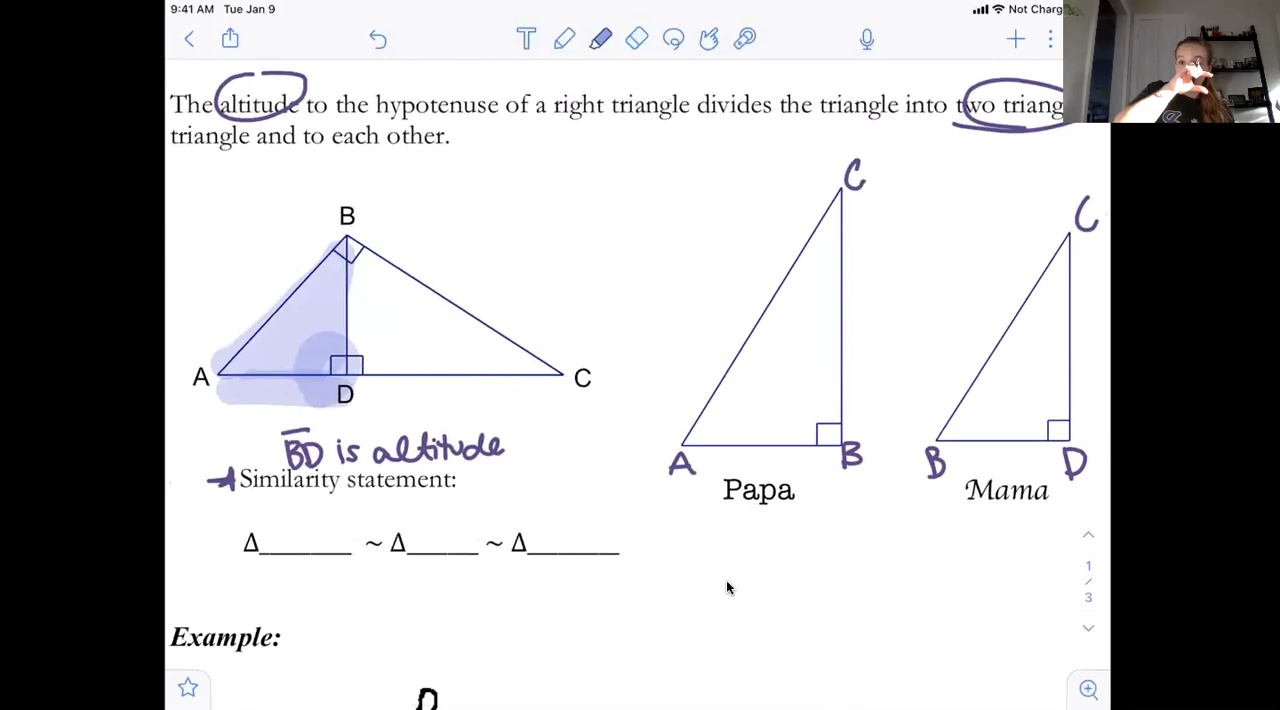 9:41 AM Tue Jan 9
Not Charg
T
The altitude to the hypotenuse of a right triangle divides the triangle into two triang
triangle and to each other.
C
C
B
A
D
C
A
B
B
D
BD is altitude
Papa
Mama
Similarity statement:
Δ______ ~ Δ_____ ~ Δ______
1
/
3
Example: